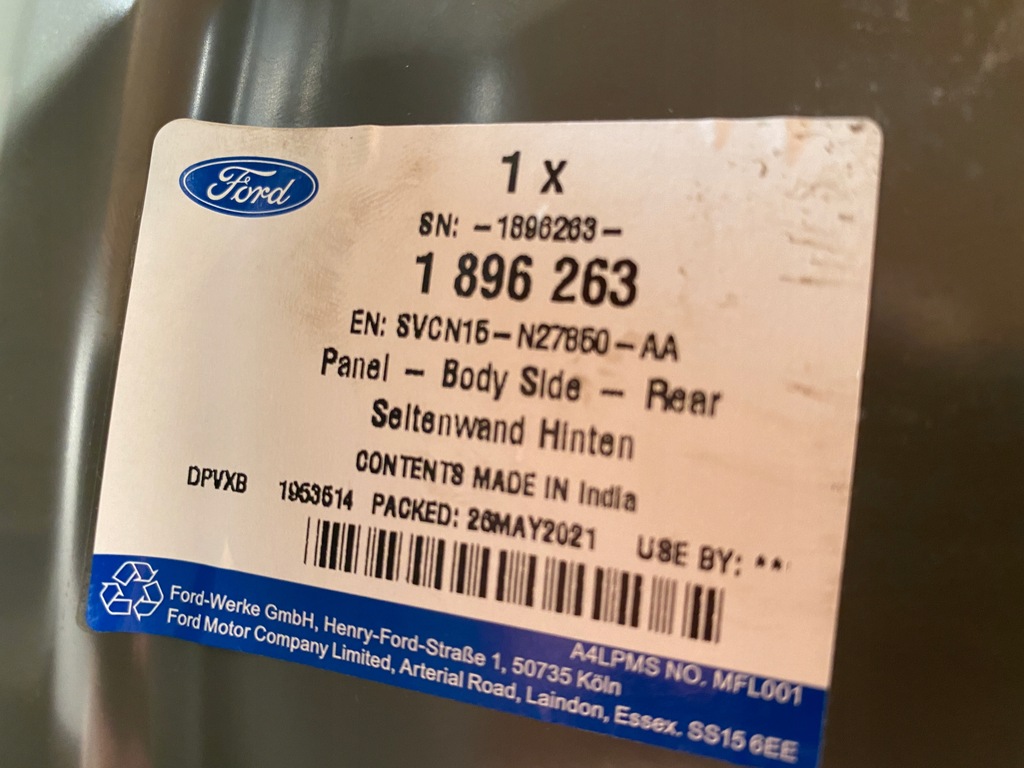 Ford
1 X
SN: -1896263-
1 896 263
EN: SVCN15-N27850-AA
Panel - Body Side - Rear
Seitenwand Hinten
CONTENTS MADE IN India
DPVXB 1953514 PACKED: 26MAY2021 USE BY: **
A4LPMS NO. MFL001
Ford-Werke GmbH, Henry-Ford-Straße 1, 50735 Köln
Ford Motor Company Limited, Arterial Road, Laindon, Essex. SS15 6EE